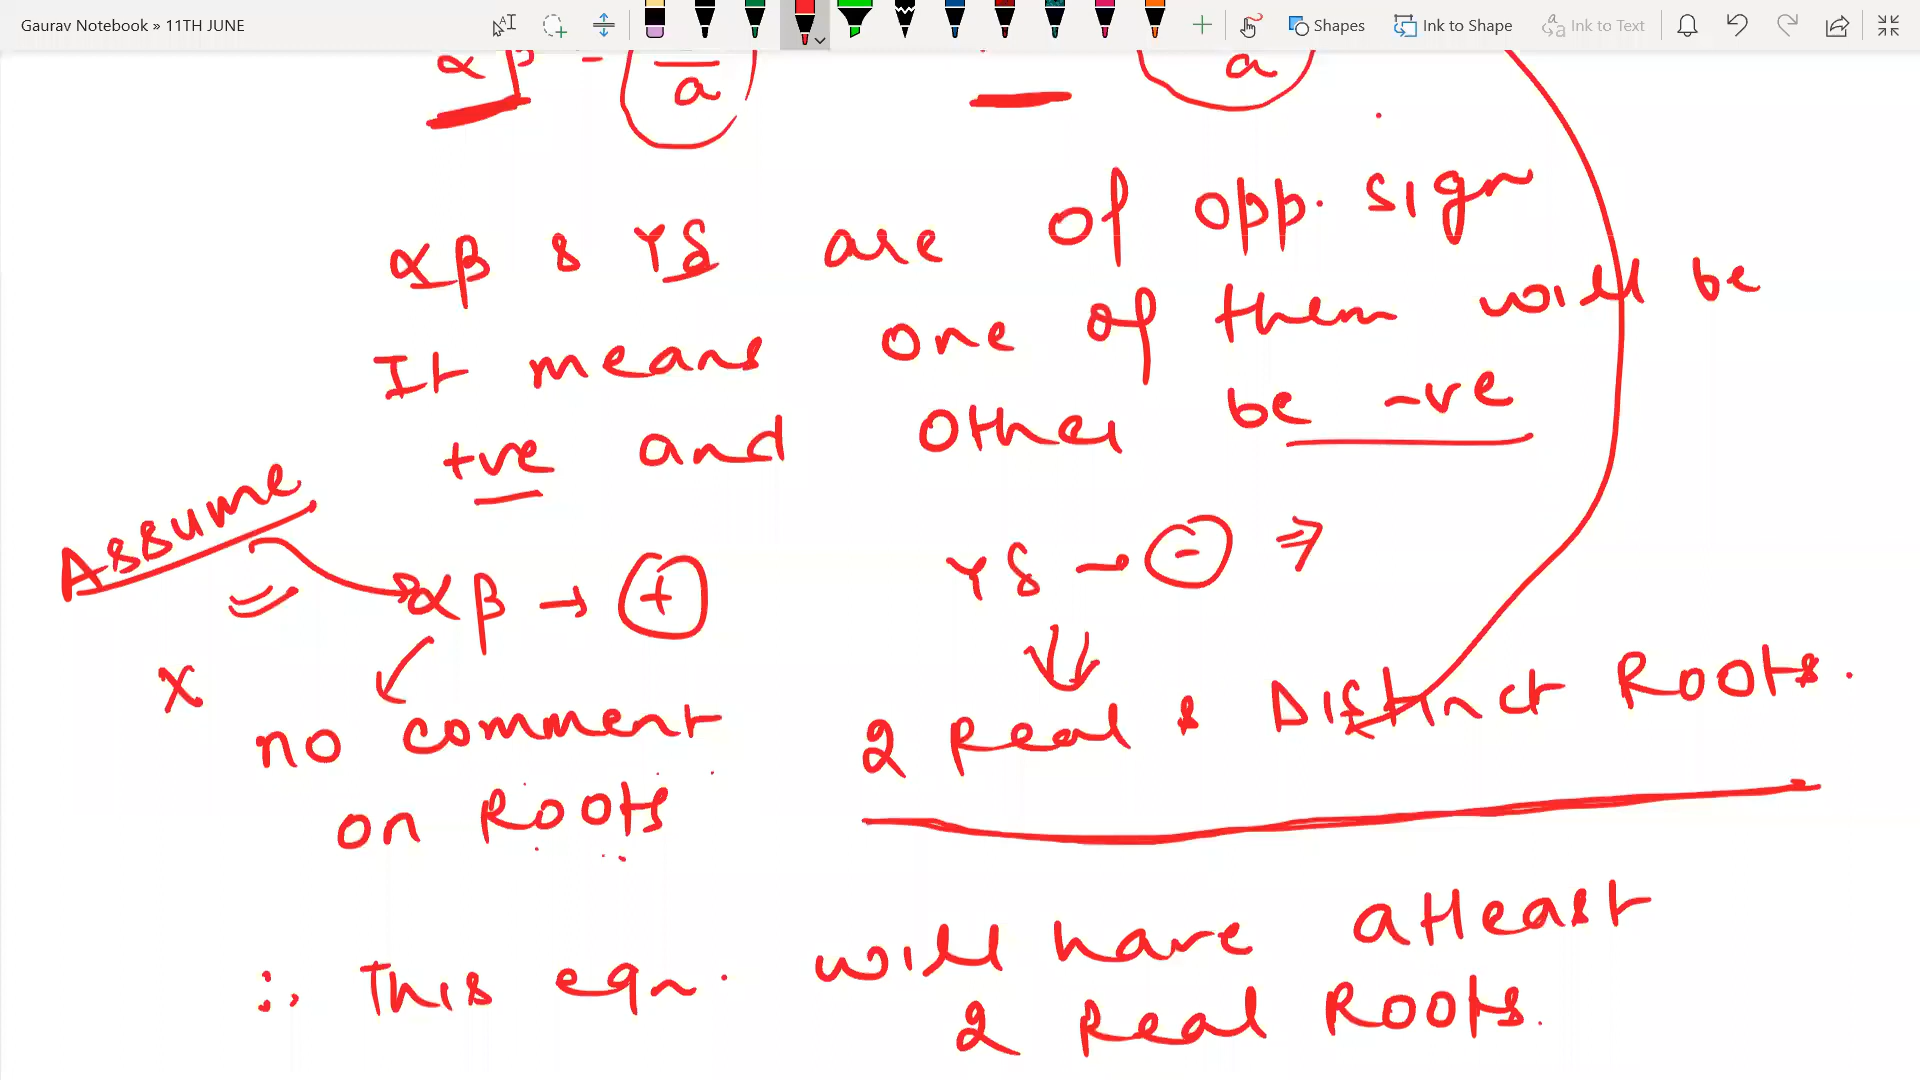 Gaurav Notebook » 11TH JUNE
Shapes
Ink to Shape
Ink to Text
αβ =
a
a
αβ & γδ are of opp. sign
It means one of them will be
+ve and other be -ve
Assume
αβ → +
γδ → - ⇒
x
no comment
on Roots
2 Real & Distinct Roots.
∴ This eqn. will have atleast
2 Real Roots.